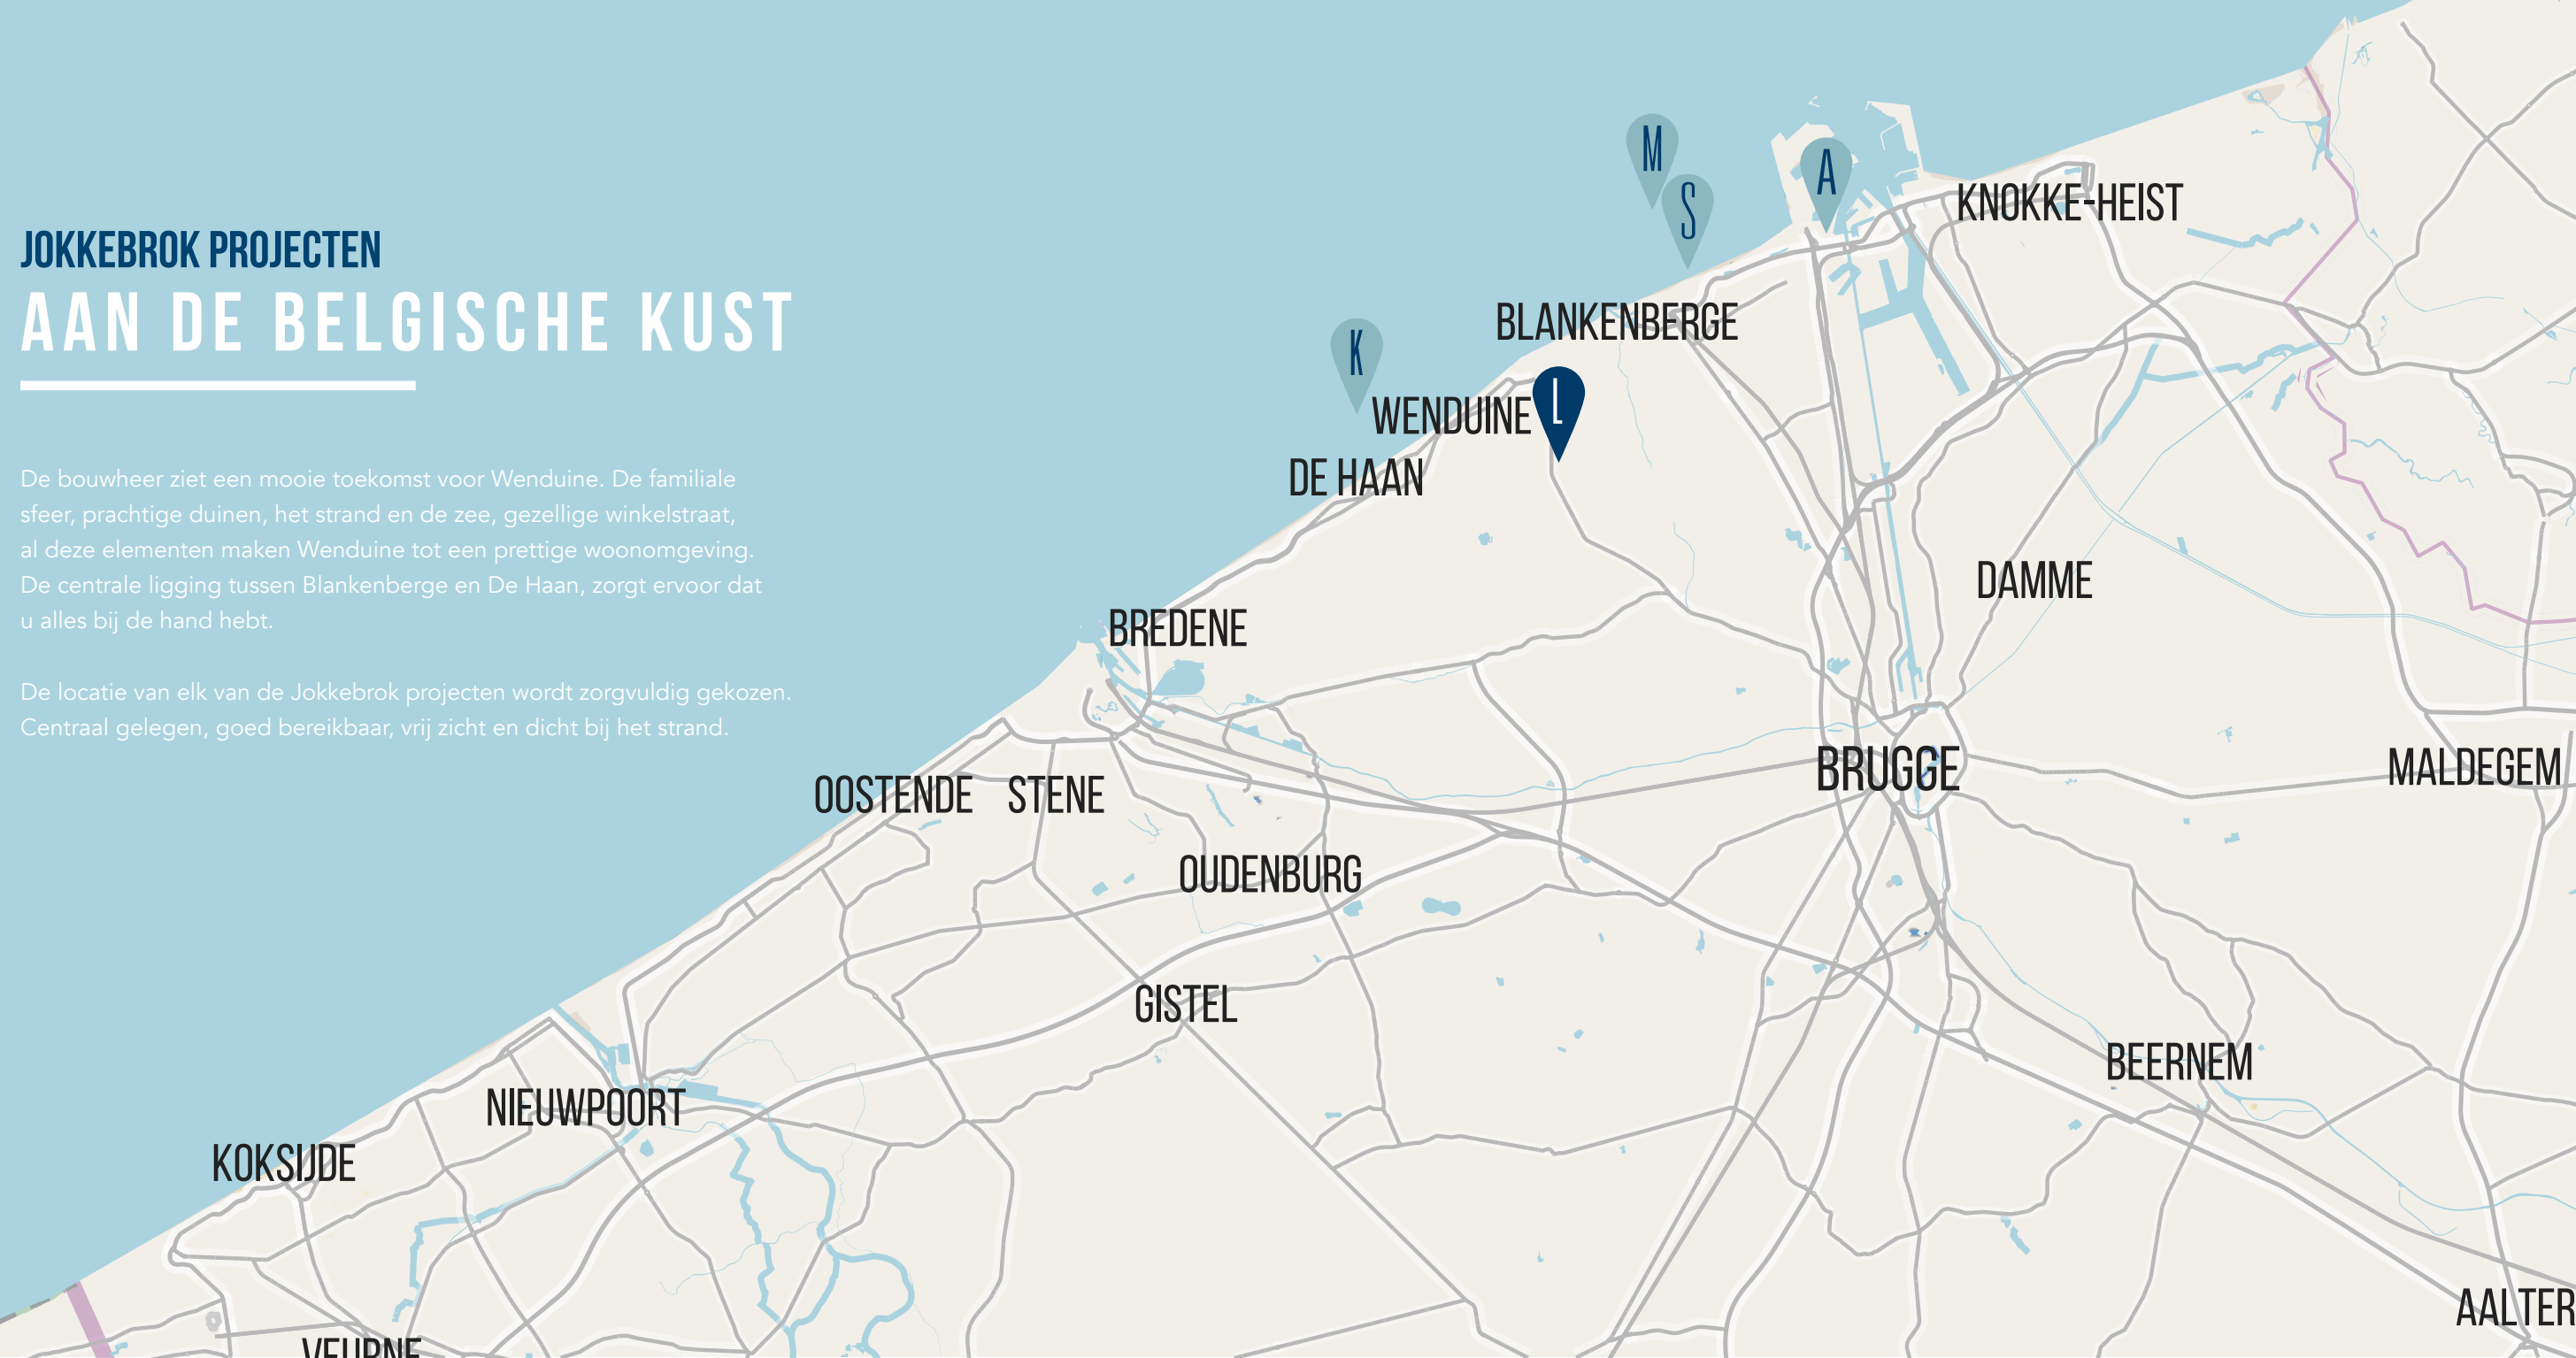 JOKKEBROK PROJECTEN
AAN DE BELGISCHE KUST
De bouwheer ziet een mooie toekomst voor Wenduine. De familiale
sfeer, prachtige duinen, het strand en de zee, gezellige winkelstraat,
al deze elementen maken Wenduine tot een prettige woonomgeving.
De centrale ligging tussen Blankenberge en De Haan, zorgt ervoor dat
u alles bij de hand hebt.
De locatie van elk van de Jokkebrok projecten wordt zorgvuldig gekozen.
Centraal gelegen, goed bereikbaar, vrij zicht en dicht bij het strand.
M
A
S
KNOKKE-HEIST
BLANKENBERGE
K
L
WENDUINE
DE HAAN
DAMME
BREDENE
BRUGGE
MALDEGEM
OOSTENDE
STENE
OUDENBURG
GISTEL
BEERNEM
NIEUWPOORT
KOKSIJDE
AALTER
VEURNE